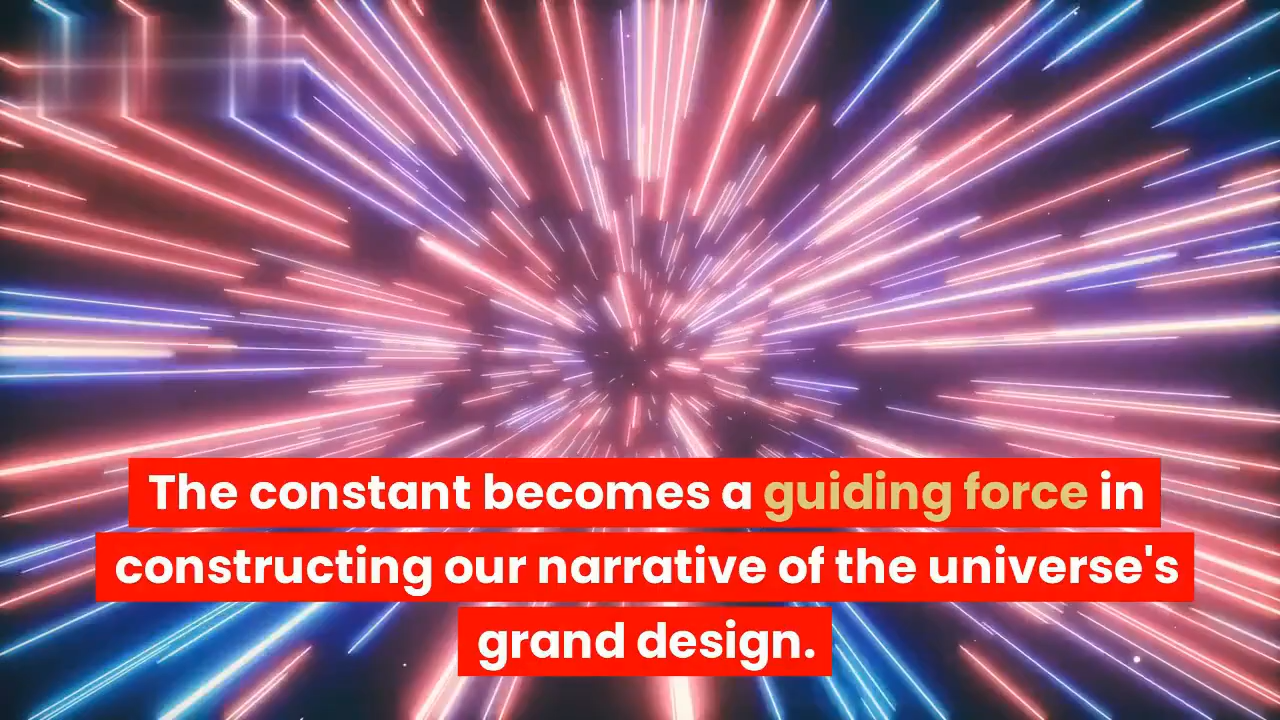 The constant becomes a guiding force in
constructing our narrative of the universe's
grand design.